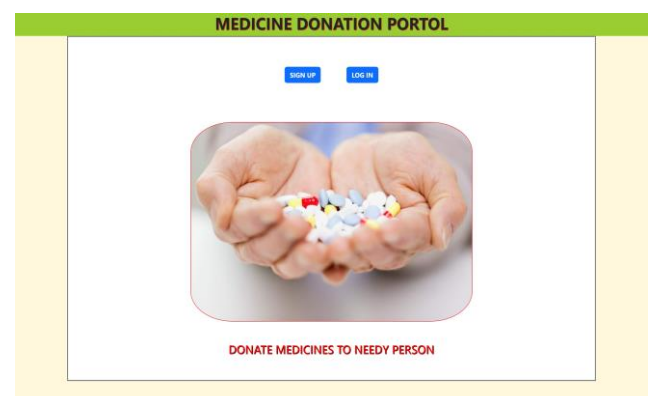 MEDICINE DONATION PORTOL
SIGN UP LOG IN
DONATE MEDICINES TO NEEDY PERSON